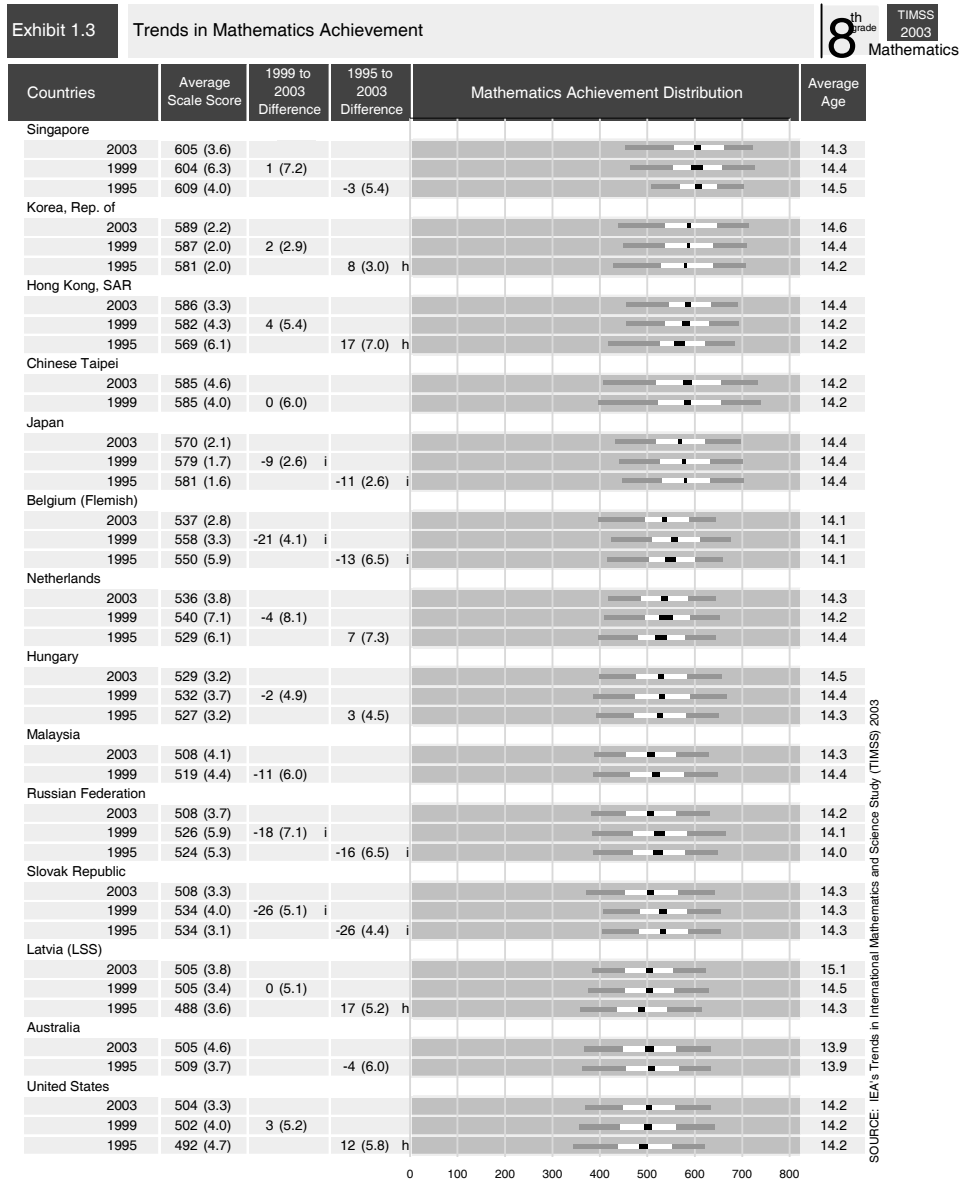 Exhibit 1.3
Trends in Mathematics Achievement
8th grade
TIMSS
2003
Mathematics
Countries
Average
Scale Score
1999 to
2003
Difference
1995 to
2003
Difference
Mathematics Achievement Distribution
Average
Age
Singapore
2003 605 (3.6) 14.3
1999 604 (6.3) 1 (7.2) 14.4
1995 609 (4.0) -3 (5.4) 14.5
Korea, Rep. of
2003 589 (2.2) 14.6
1999 587 (2.0) 2 (2.9) 14.4
1995 581 (2.0) 8 (3.0) h 14.2
Hong Kong, SAR
2003 586 (3.3) 14.4
1999 582 (4.3) 4 (5.4) 14.2
1995 569 (6.1) 17 (7.0) h 14.2
Chinese Taipei
2003 585 (4.6) 14.2
1999 585 (4.0) 0 (6.0) 14.2
Japan
2003 570 (2.1) 14.4
1999 579 (1.7) -9 (2.6) i 14.4
1995 581 (1.6) -11 (2.6) i 14.4
Belgium (Flemish)
2003 537 (2.8) 14.1
1999 558 (3.3) -21 (4.1) i 14.1
1995 550 (5.9) -13 (6.5) i 14.1
Netherlands
2003 536 (3.8) 14.3
1999 540 (7.1) -4 (8.1) 14.2
1995 529 (6.1) 7 (7.3) 14.4
Hungary
2003 529 (3.2) 14.5
1999 532 (3.7) -2 (4.9) 14.4
1995 527 (3.2) 3 (4.5) 14.3
Malaysia
2003 508 (4.1) 14.3
1999 519 (4.4) -11 (6.0) 14.4
Russian Federation
2003 508 (3.7) 14.2
1999 526 (5.9) -18 (7.1) i 14.1
1995 524 (5.3) -16 (6.5) i 14.0
Slovak Republic
2003 508 (3.3) 14.3
1999 534 (4.0) -26 (5.1) i 14.3
1995 534 (3.1) -26 (4.4) i 14.3
Latvia (LSS)
2003 505 (3.8) 15.1
1999 505 (3.4) 0 (5.1) 14.5
1995 488 (3.6) 17 (5.2) h 14.3
Australia
2003 505 (4.6) 13.9
1995 509 (3.7) -4 (6.0) 13.9
United States
2003 504 (3.3) 14.2
1999 502 (4.0) 3 (5.2) 14.2
1995 492 (4.7) 12 (5.8) h 14.2
0 100 200 300 400 500 600 700 800
SOURCE: IEA's Trends in International Mathematics and Science Study (TIMSS) 2003